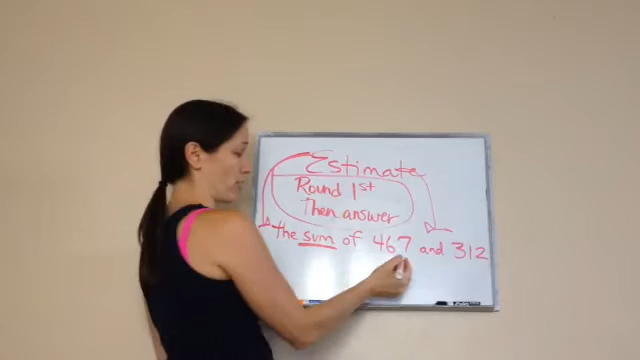 Estimate
Round 1st
Then answer
the sum of 467 and 312